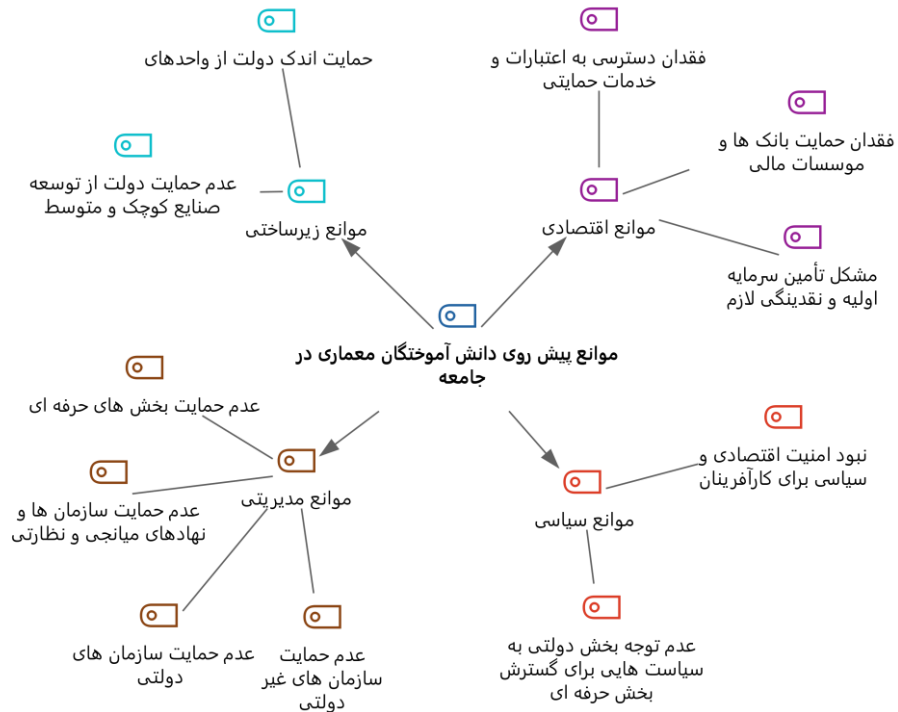 حمایت اندک دولت از واحدهای
فقدان دسترسی به اعتبارات و
خدمات حمایتی
فقدان حمایت بانک ها و
موسسات مالی
عدم حمایت دولت از توسعه
صنایع کوچک و متوسط
موانع زیرساختی
موانع اقتصادی
مشکل تأمین سرمایه
اولیه و نقدینگی لازم
موانع پیش روی دانش آموختگان معماری در
جامعه
عدم حمایت بخش های حرفه ای
نبود امنیت اقتصادی و
سیاسی برای کارآفرینان
موانع مدیریتی
عدم حمایت سازمان ها و
نهادهای میانجی و نظارتی
موانع سیاسی
عدم حمایت سازمان های
دولتی
عدم حمایت
سازمان های غیر
دولتی
عدم توجه بخش دولتی به
سیاست هایی برای گسترش
بخش حرفه ای